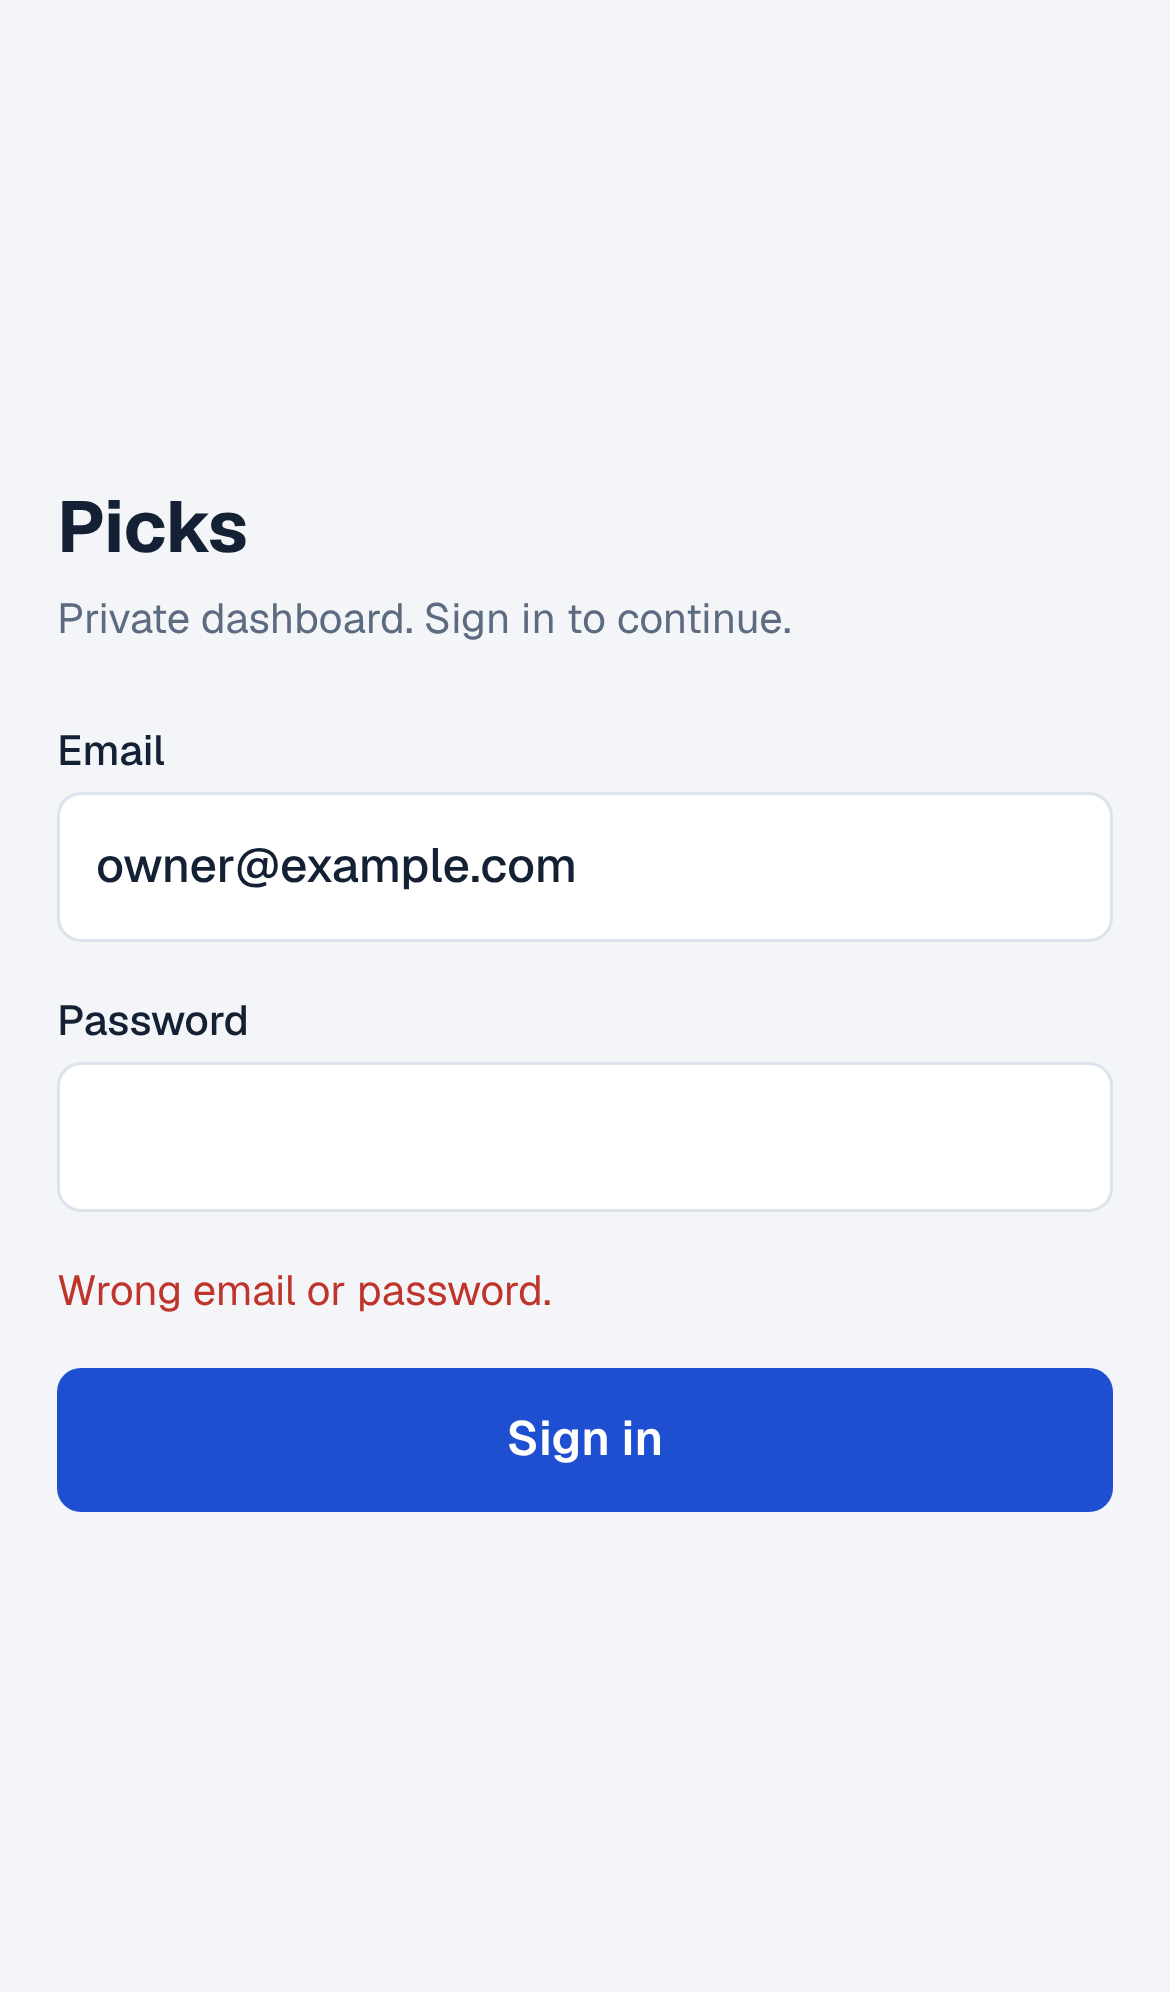 Picks
Private dashboard. Sign in to continue.
Email
owner@example.com
Password
Wrong email or password.
Sign in